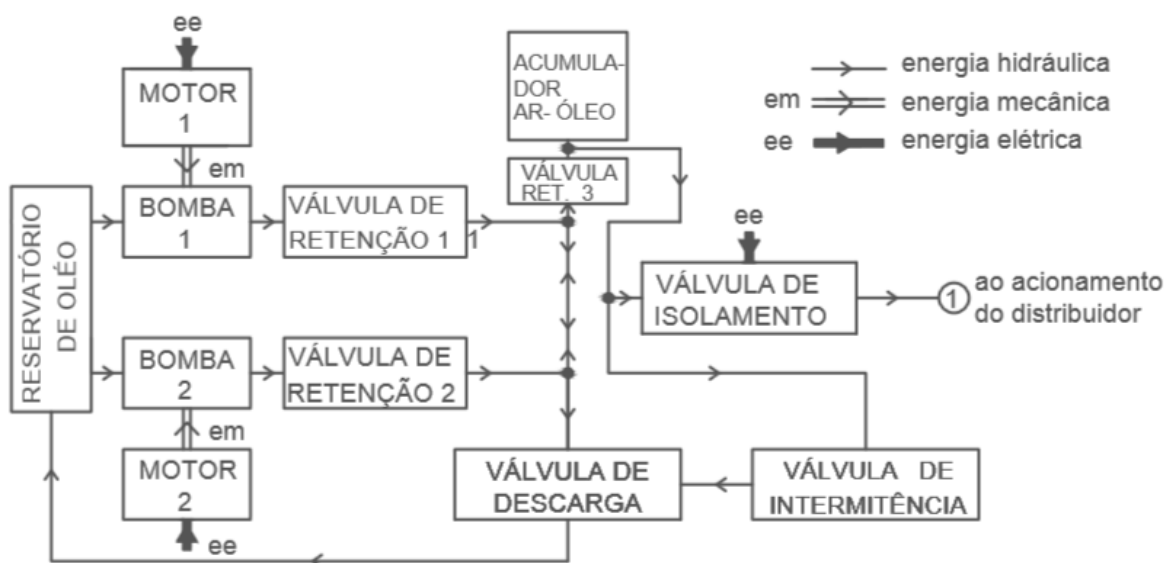 ee
MOTOR
1
em
ACUMULA-
DOR
AR- ÓLEO
energia hidráulica
em
energia mecânica
ee
energia elétrica
RESERVATÓRIO
DE OLÉO
BOMBA
1
VÁLVULA DE
RETENÇÃO 1 1
VÁLVULA
RET. 3
ee
VÁLVULA DE
ISOLAMENTO
1
ao acionamento
do distribuidor
BOMBA
2
VÁLVULA DE
RETENÇÃO 2
em
MOTOR
2
ee
VÁLVULA DE
DESCARGA
VÁLVULA DE
INTERMITÊNCIA